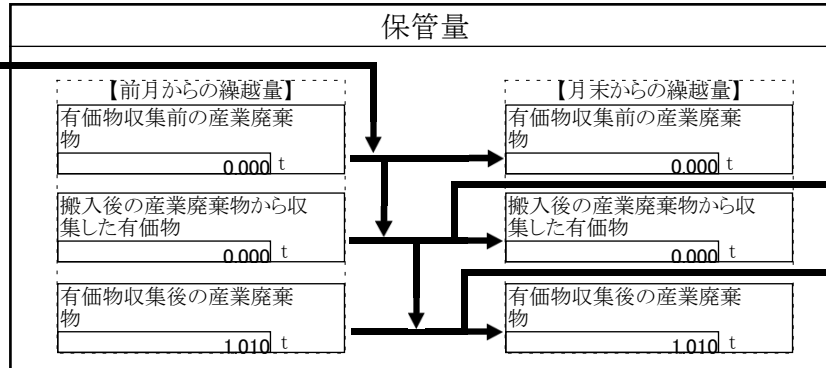 保管量
【前月からの繰越量】
有価物収集前の産業廃棄
物
0.000 t
搬入後の産業廃棄物から収
集した有価物
0.000 t
有価物収集後の産業廃棄
物
1.010 t
【月末からの繰越量】
有価物収集前の産業廃棄
物
0.000 t
搬入後の産業廃棄物から収
集した有価物
0.000 t
有価物収集後の産業廃棄
物
1.010 t